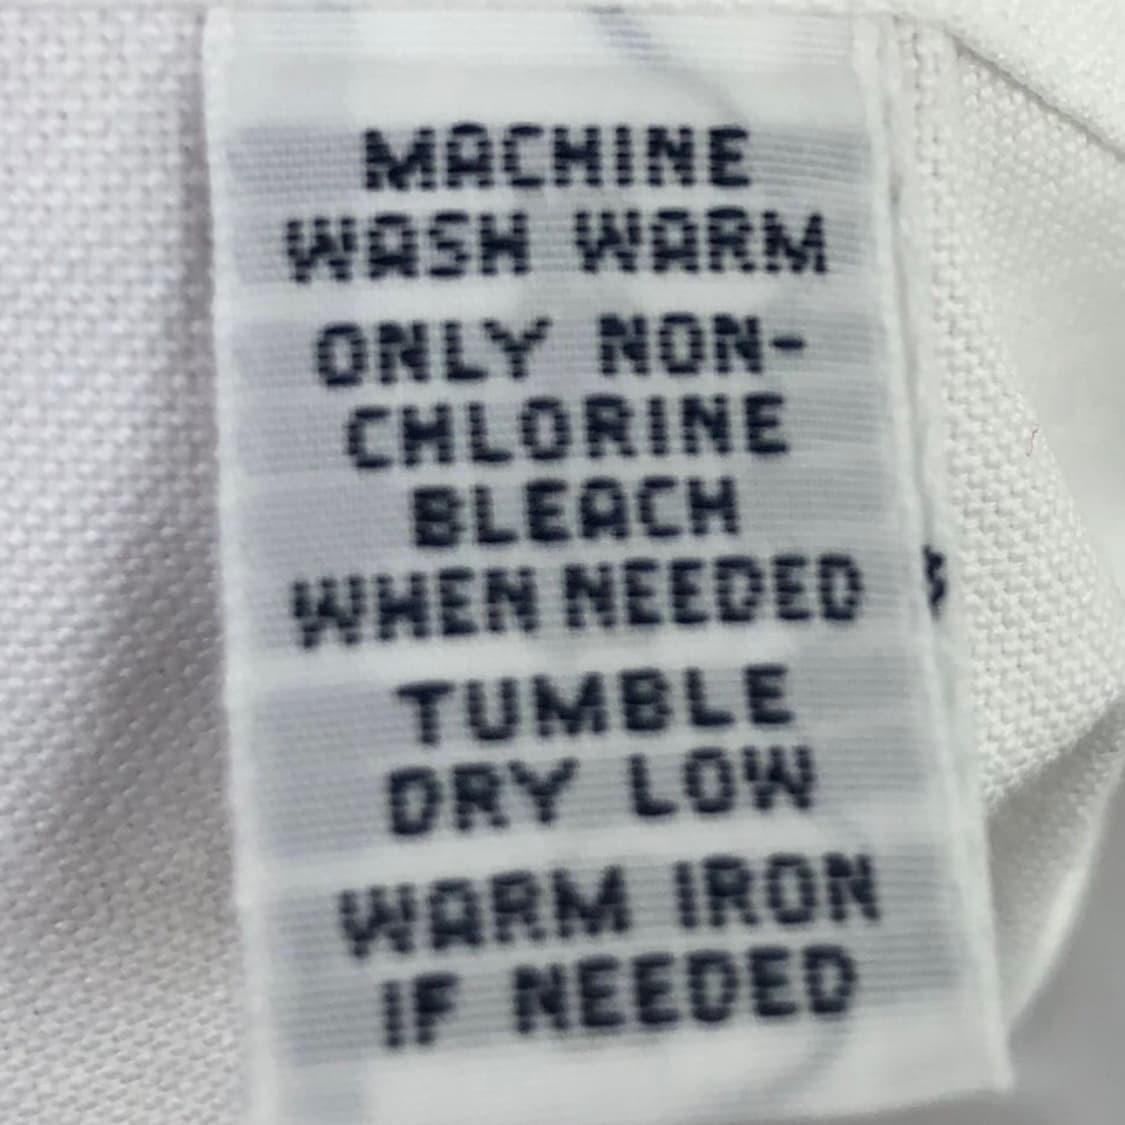 MACHINE
WASH WARM
ONLY NON-
CHLORINE
BLEACH
WHEN NEEDED
TUMBLE
DRY LOW
WARM IRON
IF NEEDED